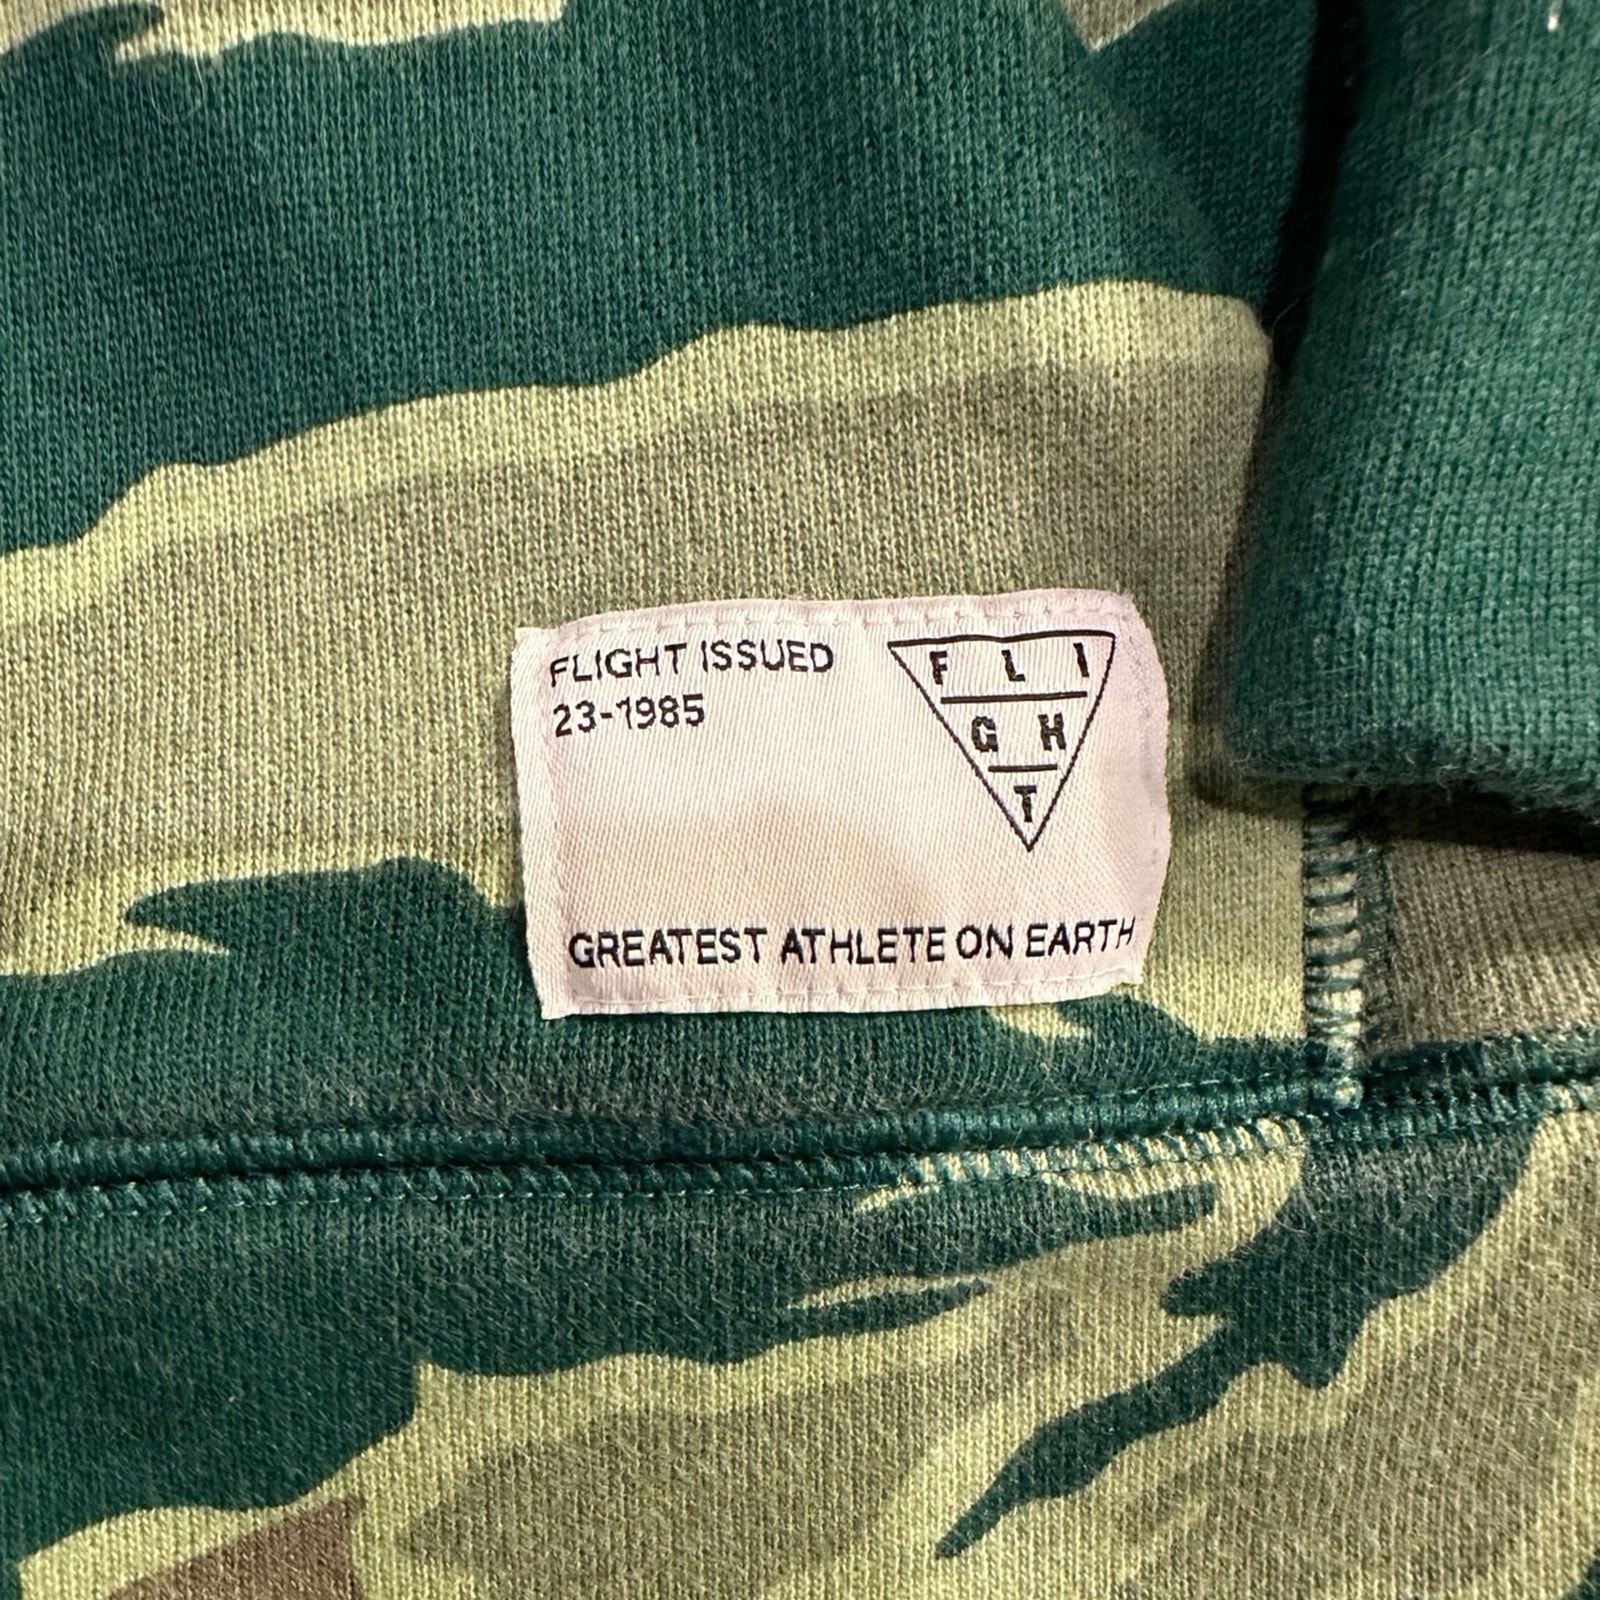 FLIGHT ISSUED
23-1985
F L I
G H
T
GREATEST ATHLETE ON EARTH